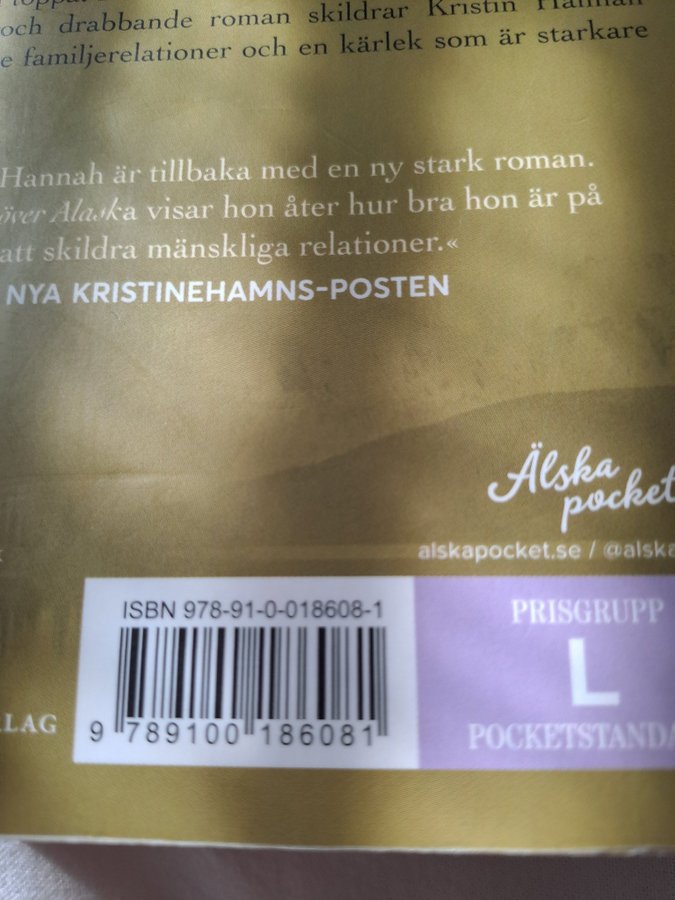 och drabbande roman skildrar Kristin Hannah
e familjerelationer och en kärlek som är starkare
Hannah är tillbaka med en ny stark roman.
över Alaska visar hon åter hur bra hon är på
att skildra mänskliga relationer.«
NYA KRISTINEHAMNS-POSTEN
Älska
pocket
alskapocket.se / @alska
ISBN 978-91-0-018608-1
9 789100 186081
PRISGRUPP
L
POCKETSTANDA
LAG